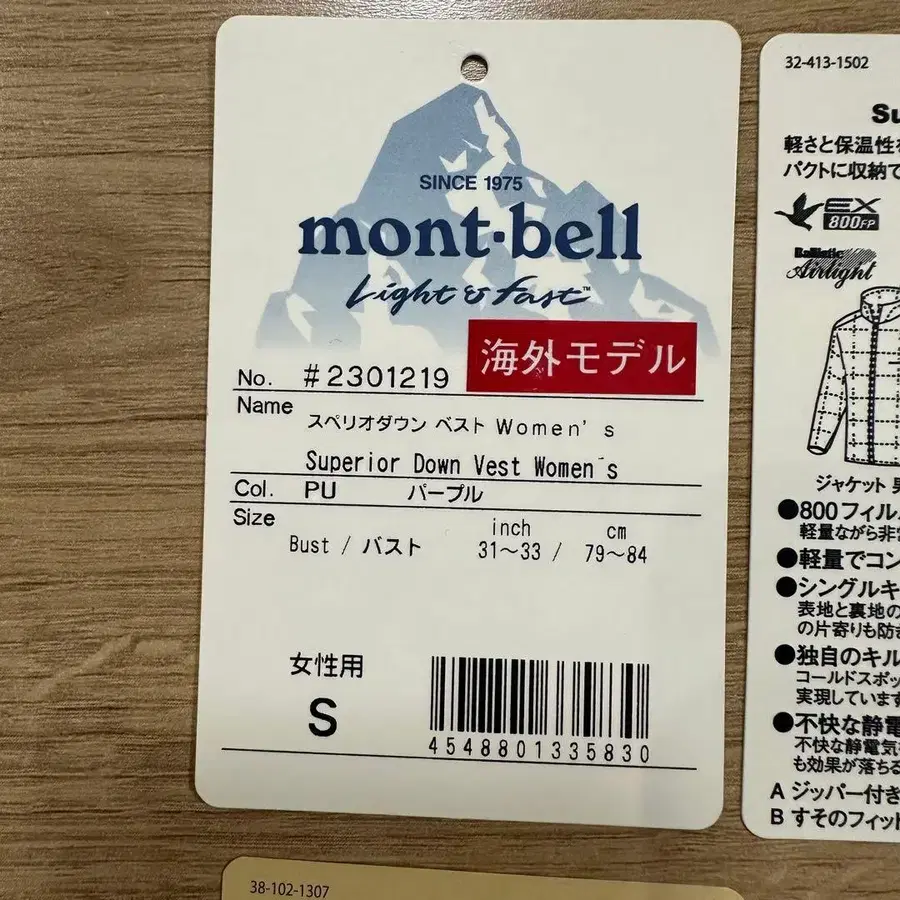 SINCE 1975
mont·bell
Light & Fast™
海外モデル
No. #2301219
Name
スペリオダウン ベスト Women's
Superior Down Vest Women's
Col. PU パープル
Size
inch cm
Bust / バスト 31〜33 / 79〜84
女性用
S
4548801335830
32-413-1502
Su
軽さと保温性を
パクトに収納で
EX
800FP
Ballistic
Airlight
ジャケット 男
●800フィル
軽量ながら非常
●軽量でコン
●シングルキ
表地と裏地の
の片寄りも防ぎ
●独自のキル
コールドスポッ
実現しています
●不快な静電
不快な静電気
も効果が落ちる
A ジッパー付き
B すそのフィット
38-102-1307